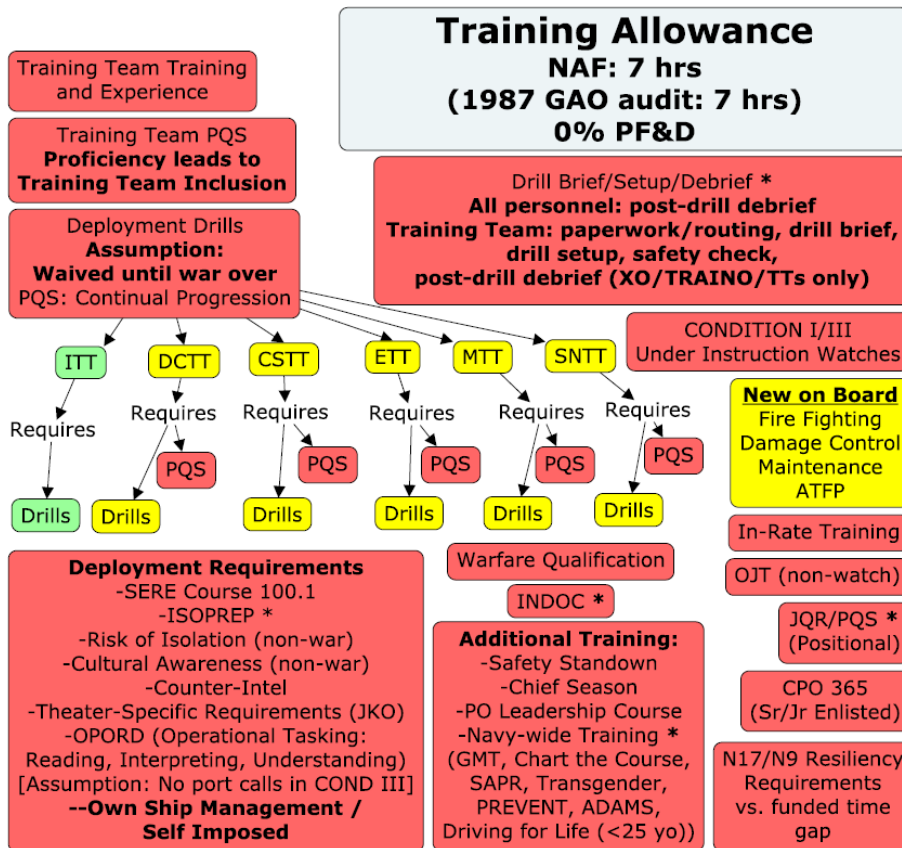 Training Allowance
NAF: 7 hrs
(1987 GAO audit: 7 hrs)
0% PF&D
Training Team Training
and Experience
Training Team PQS
Proficiency leads to
Training Team Inclusion
Drill Brief/Setup/Debrief *
All personnel: post-drill debrief
Training Team: paperwork/routing, drill brief,
drill setup, safety check,
post-drill debrief (XO/TRAINO/TTs only)
Deployment Drills
Assumption:
Waived until war over
PQS: Continual Progression
CONDITION I/III
Under Instruction Watches
ITT
DCTT
CSTT
ETT
MTT
SNTT
Requires
Requires
Requires
Requires
Requires
Requires
PQS
PQS
PQS
PQS
PQS
Drills
Drills
Drills
Drills
Drills
Drills
New on Board
Fire Fighting
Damage Control
Maintenance
ATFP
In-Rate Training
OJT (non-watch)
JQR/PQS *
(Positional)
CPO 365
(Sr/Jr Enlisted)
N17/N9 Resiliency
Requirements
vs. funded time
gap
Warfare Qualification
INDOC *
Additional Training:
-Safety Standown
-Chief Season
-PO Leadership Course
-Navy-wide Training *
(GMT, Chart the Course,
SAPR, Transgender,
PREVENT, ADAMS,
Driving for Life (<25 yo))
Deployment Requirements
-SERE Course 100.1
-ISOPREP *
-Risk of Isolation (non-war)
-Cultural Awareness (non-war)
-Counter-Intel
-Theater-Specific Requirements (JKO)
-OPORD (Operational Tasking:
Reading, Interpreting, Understanding)
[Assumption: No port calls in COND III]
--Own Ship Management /
Self Imposed